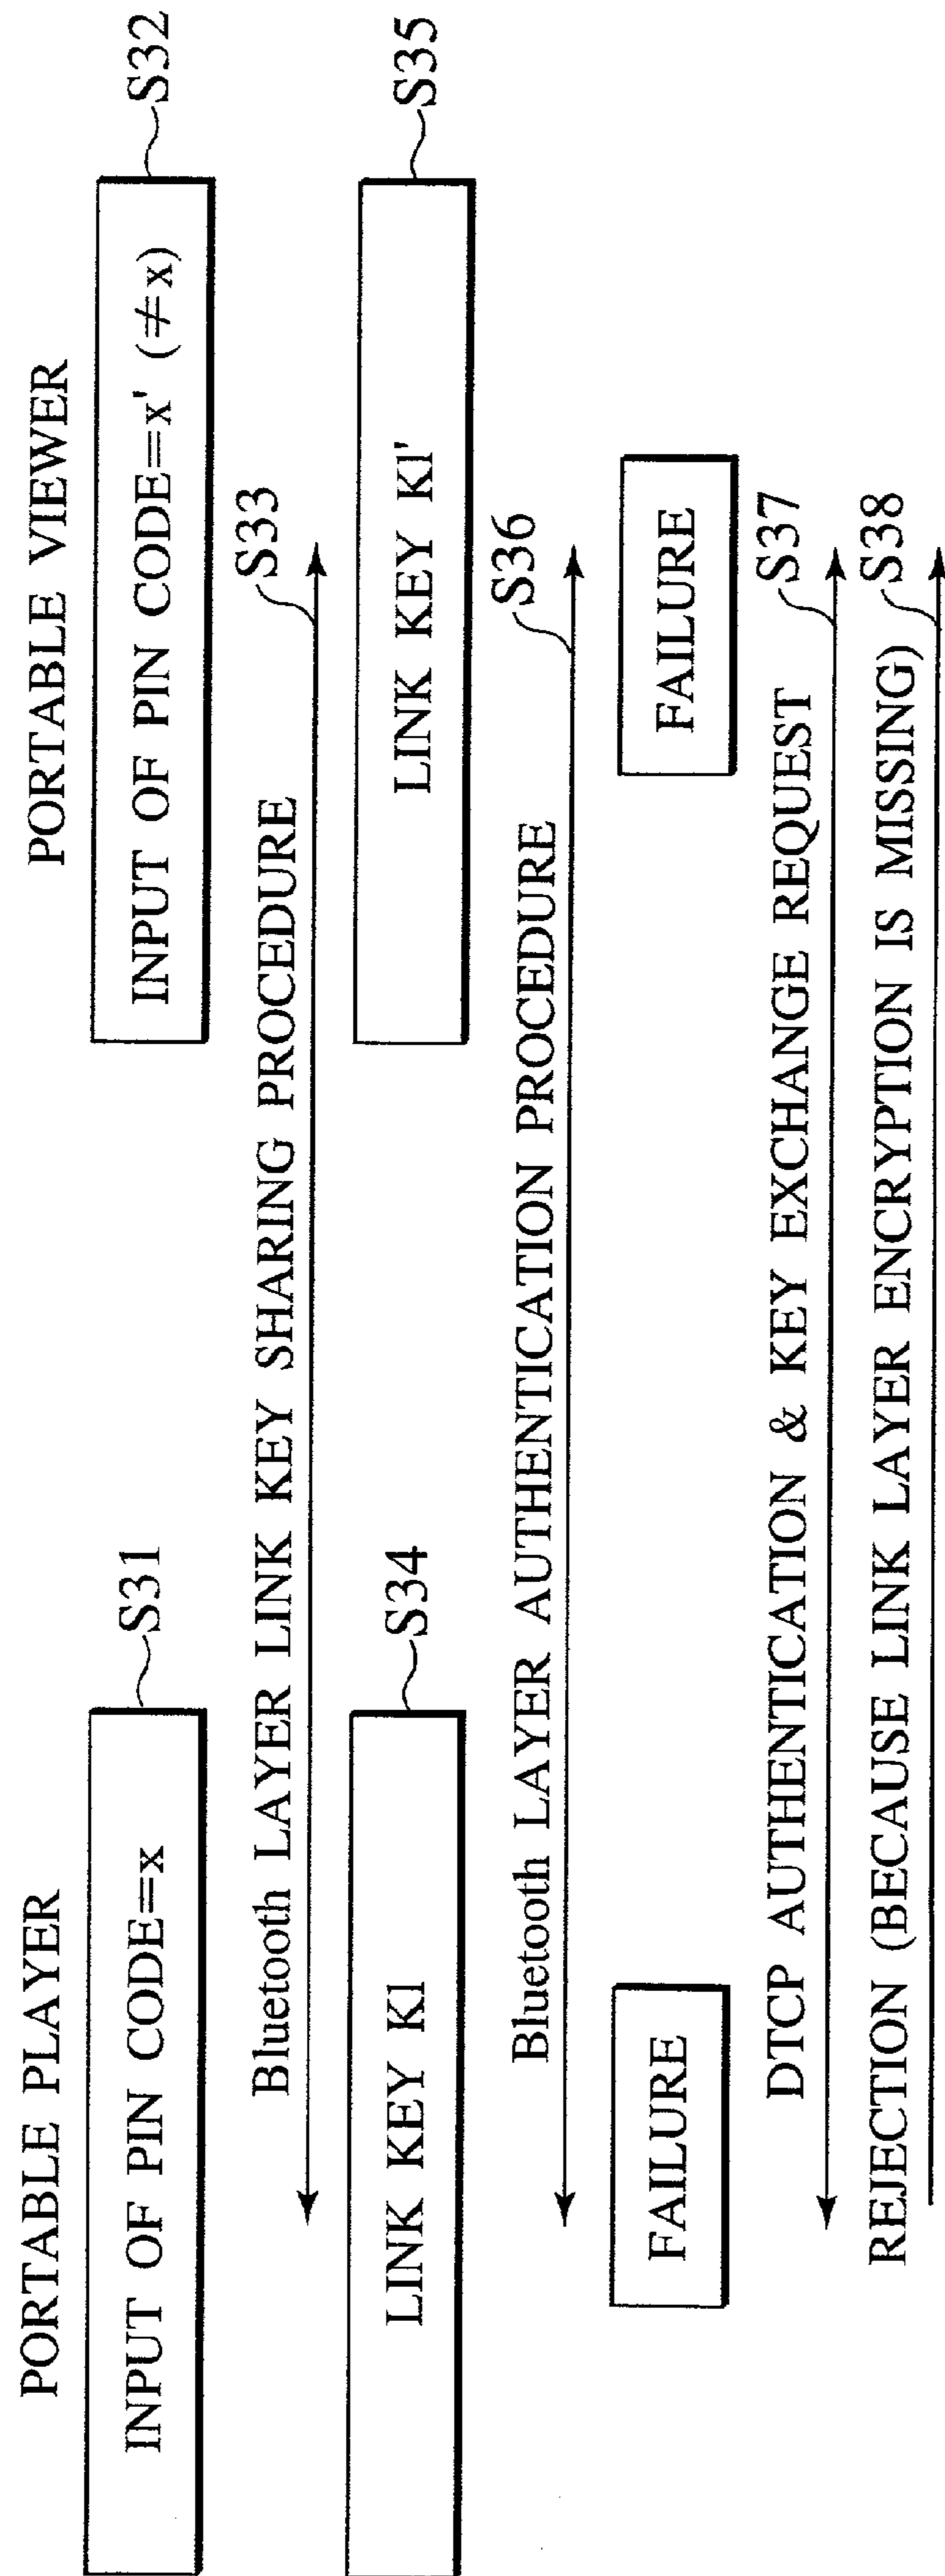 PORTABLE PLAYER
PORTABLE VIEWER
INPUT OF PIN CODE=x
S31
INPUT OF PIN CODE=x' (≠x)
S32
Bluetooth LAYER LINK KEY SHARING PROCEDURE
S33
LINK KEY Kl
S34
LINK KEY Kl'
S35
Bluetooth LAYER AUTHENTICATION PROCEDURE
S36
FAILURE
FAILURE
DTCP AUTHENTICATION & KEY EXCHANGE REQUEST
S37
REJECTION (BECAUSE LINK LAYER ENCRYPTION IS MISSING)
S38